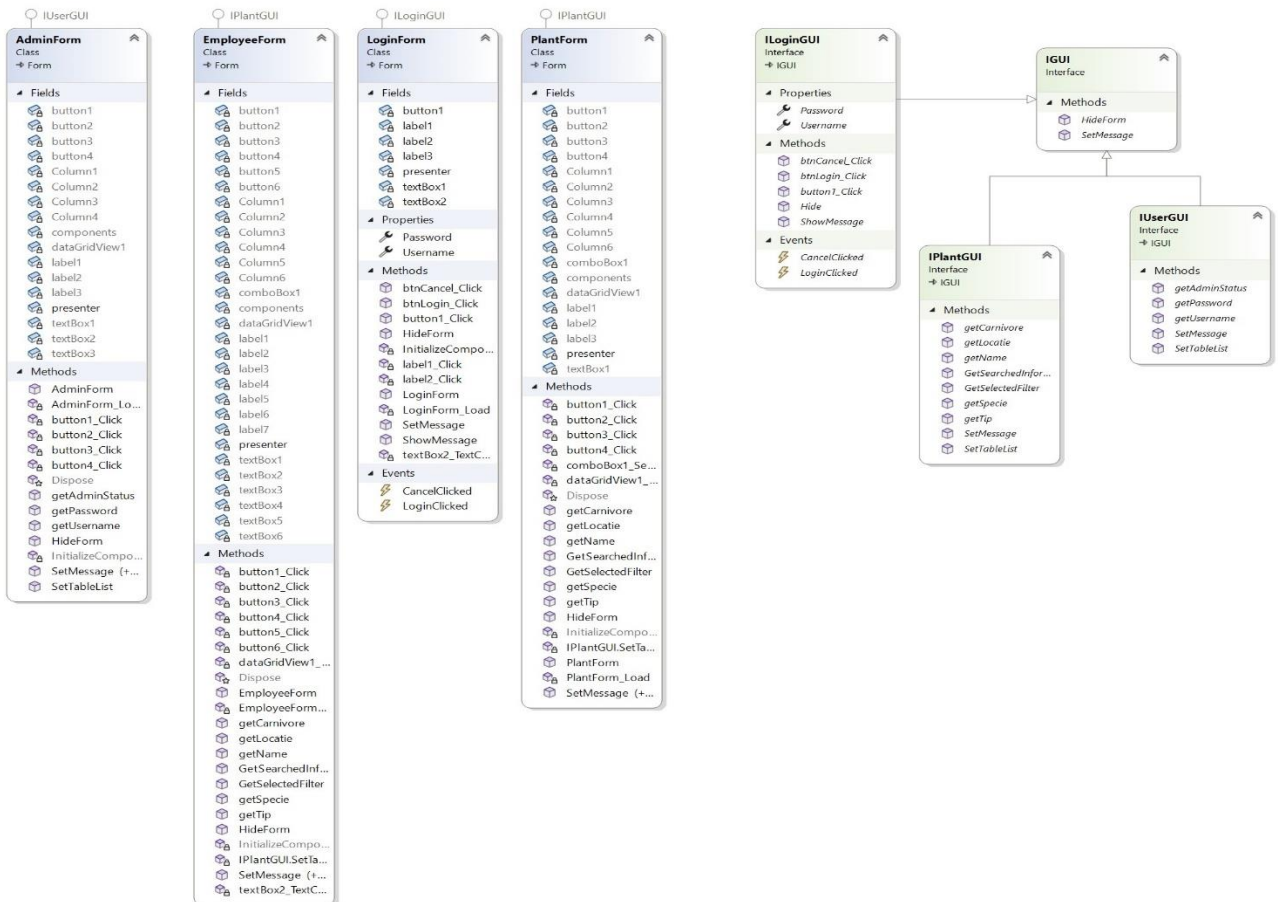 IUserGUI
AdminForm
Class
Form
Fields
button1
button2
button3
button4
Column1
Column2
Column3
Column4
components
dataGridView1
label1
label2
label3
presenter
textBox1
textBox2
textBox3
Methods
AdminForm
AdminForm_Lo...
button1_Click
button2_Click
button3_Click
button4_Click
Dispose
getAdminStatus
getPassword
getUsername
HideForm
InitializeCompo...
SetMessage (+...
SetTableList
IPlantGUI
EmployeeForm
Class
Form
Fields
button1
button2
button3
button4
button5
button6
Column1
Column2
Column3
Column4
Column5
Column6
comboBox1
components
dataGridView1
label1
label2
label3
label4
label5
label6
label7
presenter
textBox1
textBox2
textBox3
textBox4
textBox5
textBox6
Methods
button1_Click
button2_Click
button3_Click
button4_Click
button5_Click
button6_Click
dataGridView1_...
Dispose
EmployeeForm
EmployeeForm...
getCarnivore
getLocatie
getName
GetSearchedInf...
GetSelectedFilter
getSpecie
getTip
HideForm
InitializeCompo...
IPlantGUI.SetTa...
SetMessage (+...
textBox2_TextC...
ILoginGUI
LoginForm
Class
Form
Fields
button1
label1
label2
label3
presenter
textBox1
textBox2
Properties
Password
Username
Methods
btnCancel_Click
btnLogin_Click
button1_Click
HideForm
InitializeCompo...
label1_Click
label2_Click
LoginForm
LoginForm_Load
SetMessage
ShowMessage
textBox2_TextC...
Events
CancelClicked
LoginClicked
IPlantGUI
PlantForm
Class
Form
Fields
button1
button2
button3
button4
Column1
Column2
Column3
Column4
Column5
Column6
comboBox1
components
dataGridView1
label1
label2
label3
presenter
textBox1
Methods
button1_Click
button2_Click
button3_Click
button4_Click
comboBox1_Se...
dataGridView1_...
Dispose
getCarnivore
getLocatie
getName
GetSearchedInf...
GetSelectedFilter
getSpecie
getTip
HideForm
InitializeCompo...
IPlantGUI.SetTa...
PlantForm
PlantForm_Load
SetMessage (+...
ILoginGUI
Interface
IGUI
Properties
Password
Username
Methods
btnCancel_Click
btnLogin_Click
button1_Click
Hide
ShowMessage
Events
CancelClicked
LoginClicked
IGUI
Interface
Methods
HideForm
SetMessage
IPlantGUI
Interface
IGUI
Methods
getCarnivore
getLocatie
getName
GetSearchedInfor...
GetSelectedFilter
getSpecie
getTip
SetMessage
SetTableList
IUserGUI
Interface
IGUI
Methods
getAdminStatus
getPassword
getUsername
SetMessage
SetTableList